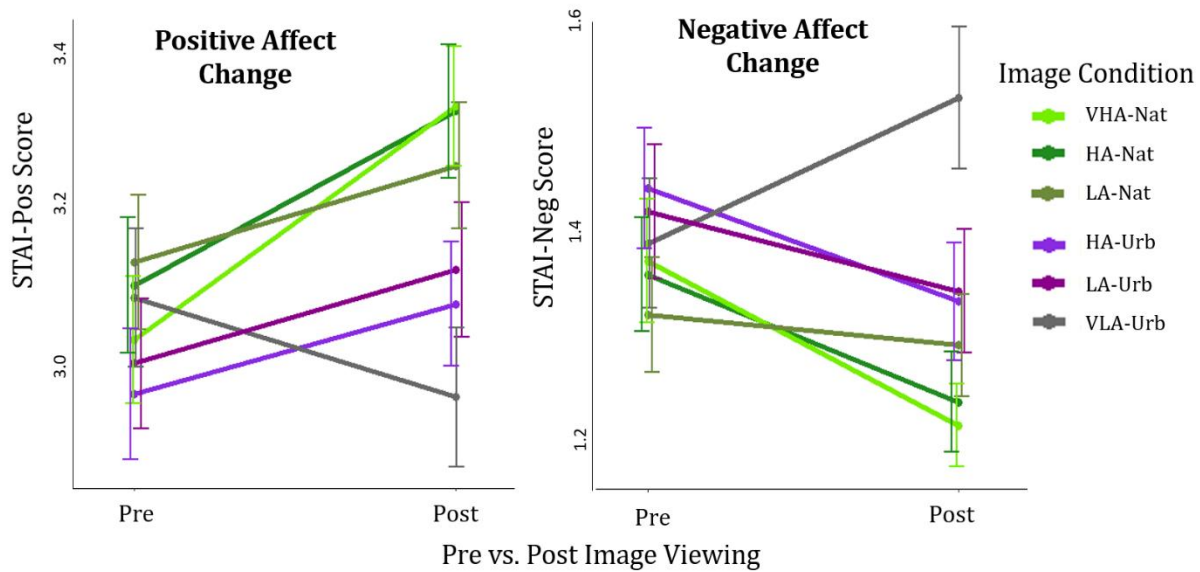 Positive Affect
Change
STAI-Pos Score
3.4
3.2
3.0
Pre
Post
Negative Affect
Change
STAI-Neg Score
1.6
1.4
1.2
Pre
Post
Pre vs. Post Image Viewing
Image Condition
VHA-Nat
HA-Nat
LA-Nat
HA-Urb
LA-Urb
VLA-Urb